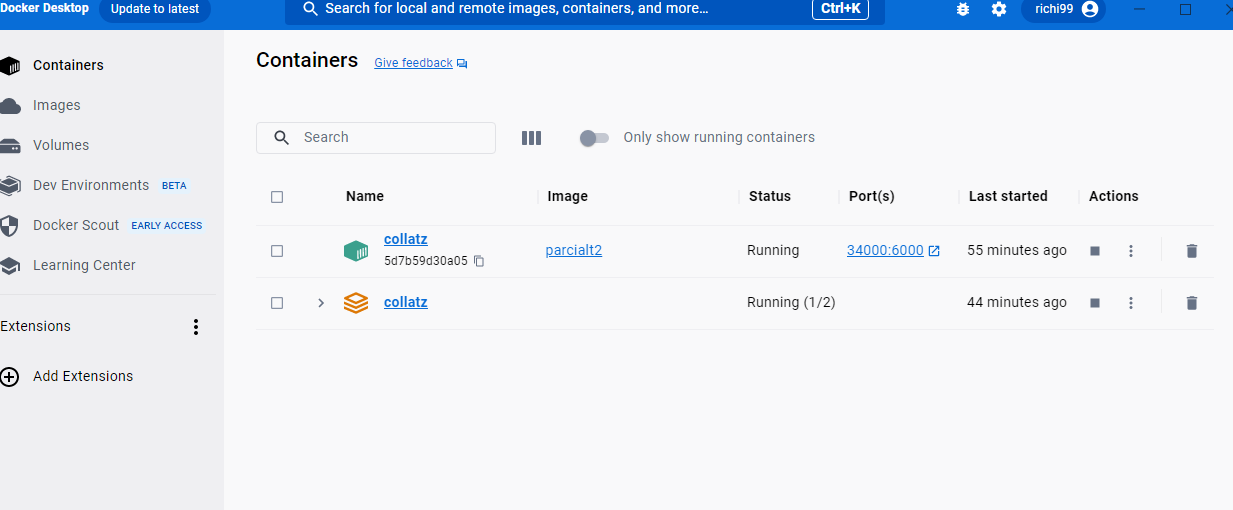 Docker Desktop Update to latest Search for local and remote images, containers, and more... Ctrl+K richi99
Containers
Images
Volumes
Dev Environments BETA
Docker Scout EARLY ACCESS
Learning Center
Extensions
Add Extensions
Containers Give feedback
Search Only show running containers
Name Image Status Port(s) Last started Actions
collatz
5d7b59d30a05 parcialt2 Running 34000:6000 55 minutes ago
collatz Running (1/2) 44 minutes ago